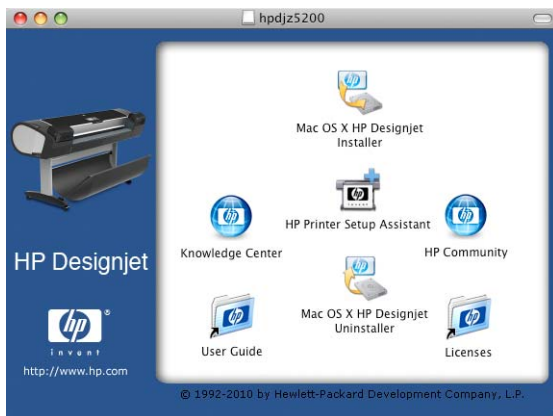 hpdjz5200
Mac OS X HP Designjet
Installer
HP Printer Setup Assistant
Knowledge Center
HP Community
HP Designjet
Mac OS X HP Designjet
Uninstaller
User Guide
Licenses
hp
invent
http://www.hp.com
© 1992-2010 by Hewlett-Packard Development Company, L.P.